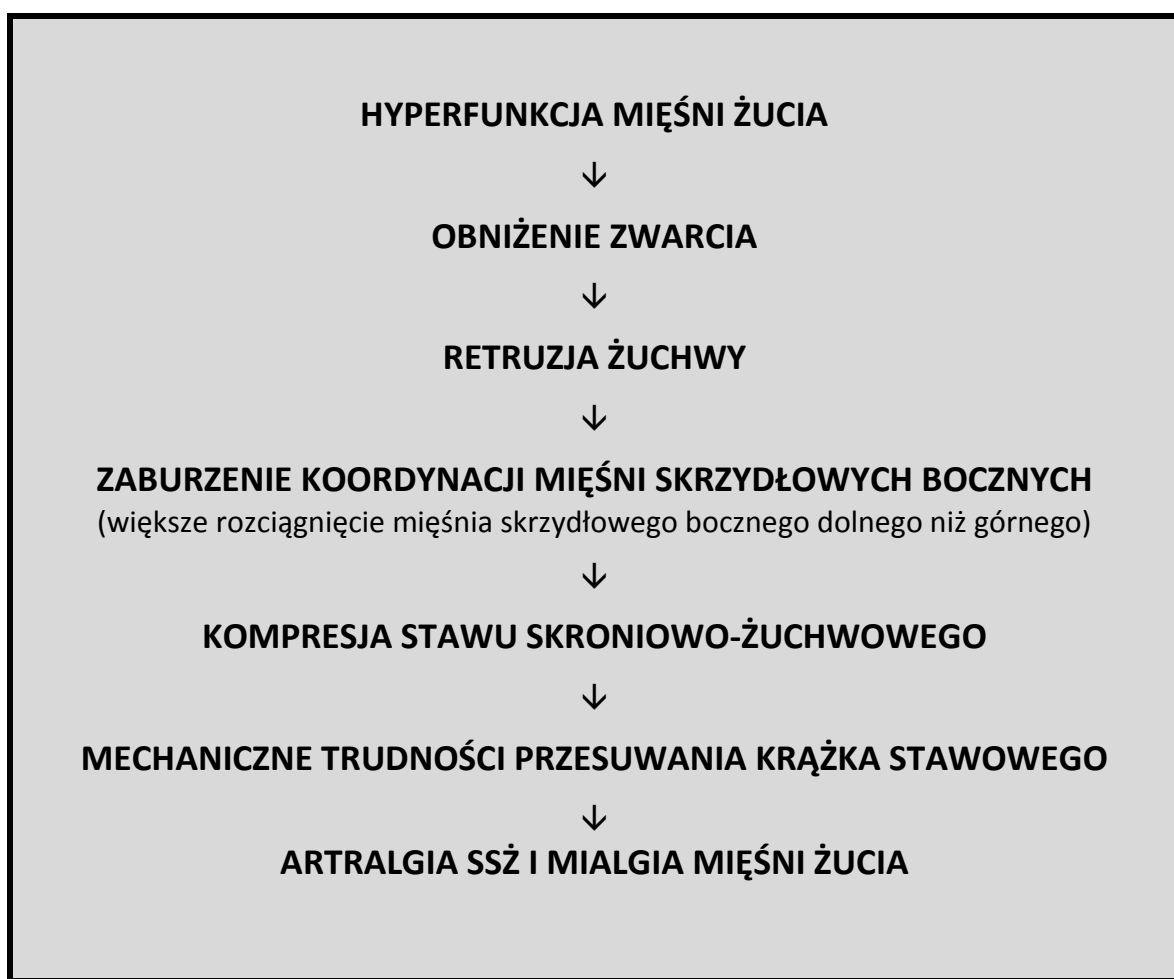 HYPERFUNKCJA MIĘŚNI ŻUCIA
↓
OBNIŻENIE ZWARCIA
↓
RETRUZJA ŻUCHWY
↓
ZABURZENIE KOORDYNACJI MIĘŚNI SKRZYDŁOWYCH BOCZNYCH
(większe rozciągnięcie mięśnia skrzydłowego bocznego dolnego niż górnego)
↓
KOMPRESJA STAWU SKRONIOWO-ŻUCHWOWEGO
↓
MECHANICZNE TRUDNOŚCI PRZESUWANIA KRĄŻKA STAWOWEGO
↓
ARTRALGIA SSŻ I MIALGIA MIĘŚNI ŻUCIA